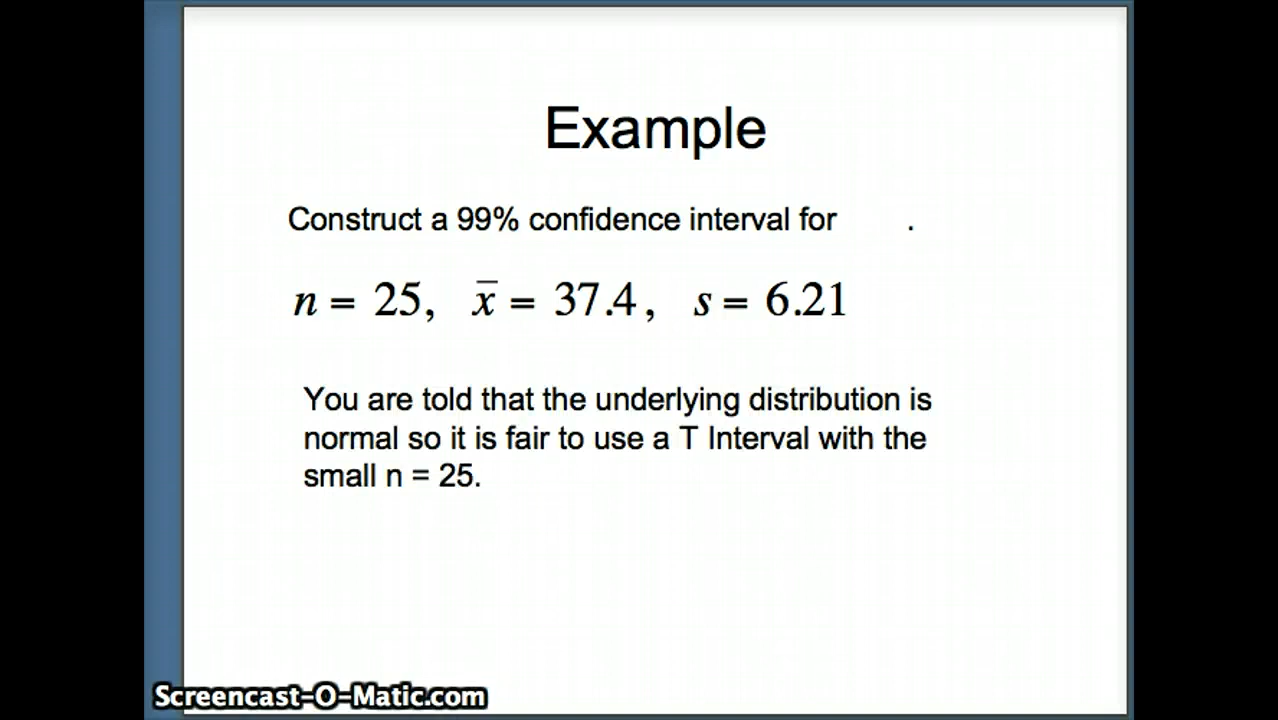 Example
Construct a 99% confidence interval for .
n = 25, x̄ = 37.4, s = 6.21
You are told that the underlying distribution is
normal so it is fair to use a T Interval with the
small n = 25.
Screencast-O-Matic.com